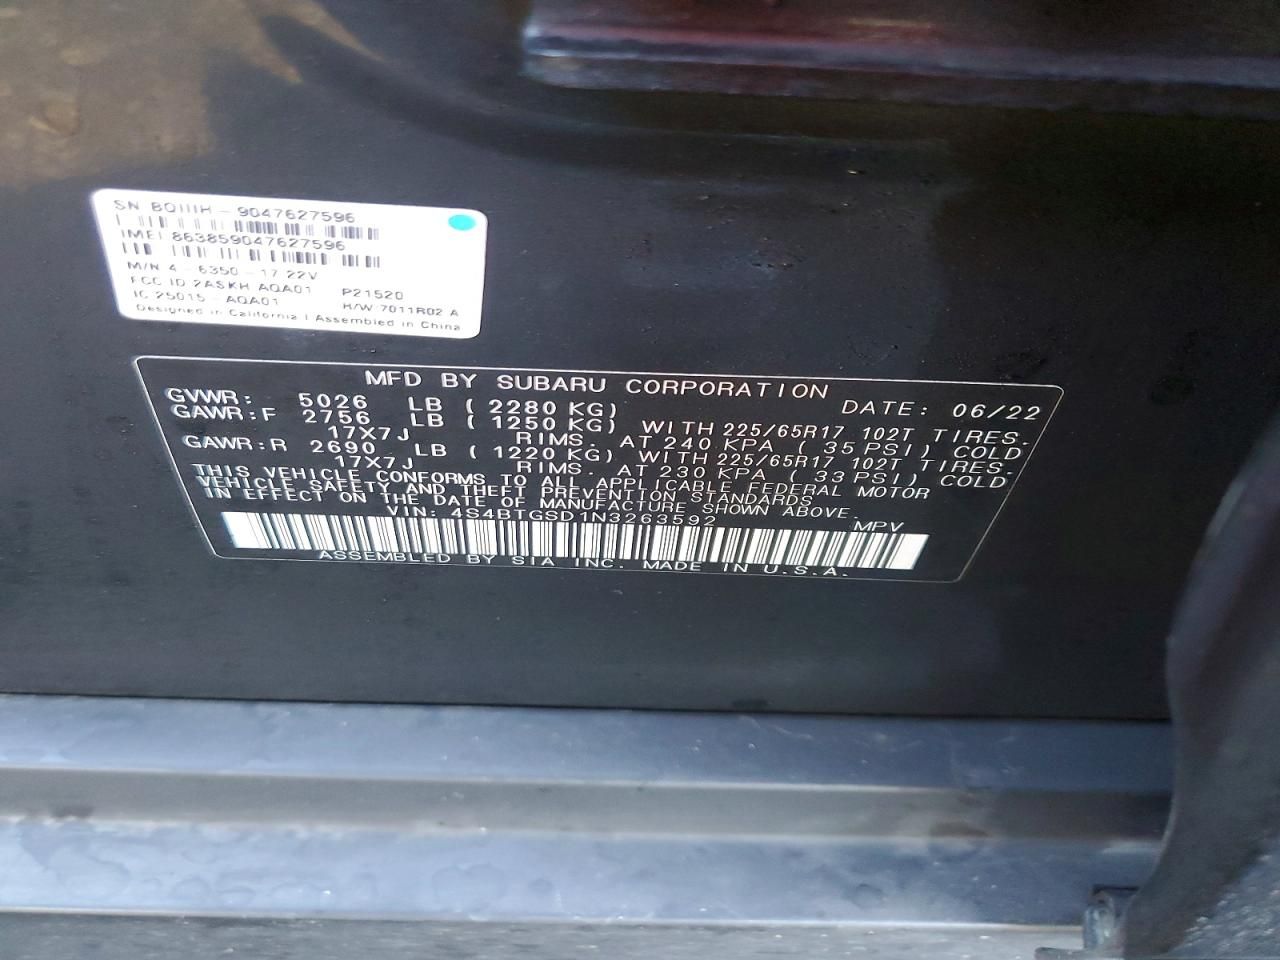 SN BQIIIH-9047627596
IMEI 863859047627596
M/N 4-6350-17 22V
FCC ID 2ASKH AQA01 P21520
IC 25015-AQA01 H/W 7011R02 A
Designed in California | Assembled in China
MFD BY SUBARU CORPORATION
GVWR: 5026 LB ( 2280 KG) DATE: 06/22
GAWR:F 2756 LB ( 1250 KG) WITH 225/65R17 102T TIRES.
17X7J RIMS. AT 240 KPA ( 35 PSI) COLD
GAWR:R 2690 LB ( 1220 KG) WITH 225/65R17 102T TIRES.
17X7J RIMS. AT 230 KPA ( 33 PSI) COLD
THIS VEHICLE CONFORMS TO ALL APPLICABLE FEDERAL MOTOR
VEHICLE SAFETY AND THEFT PREVENTION STANDARDS
IN EFFECT ON THE DATE OF MANUFACTURE SHOWN ABOVE.
VIN: 4S4BTGSD1N3263592 MPV
ASSEMBLED BY SIA INC. MADE IN U.S.A.